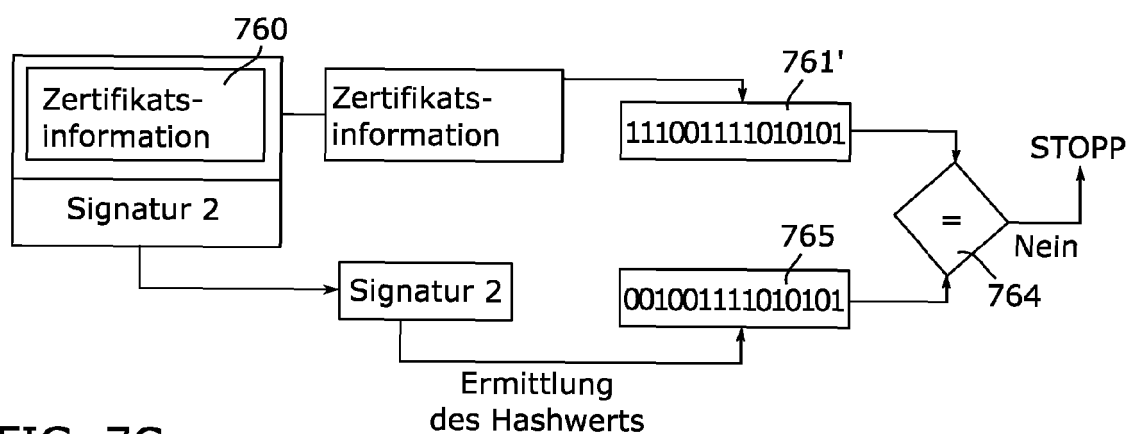 760
Zertifikats-
information
Signatur 2
Zertifikats-
information
761'
111001111010101
STOPP
=
Nein
764
765
001001111010101
Signatur 2
Ermittlung
des Hashwerts